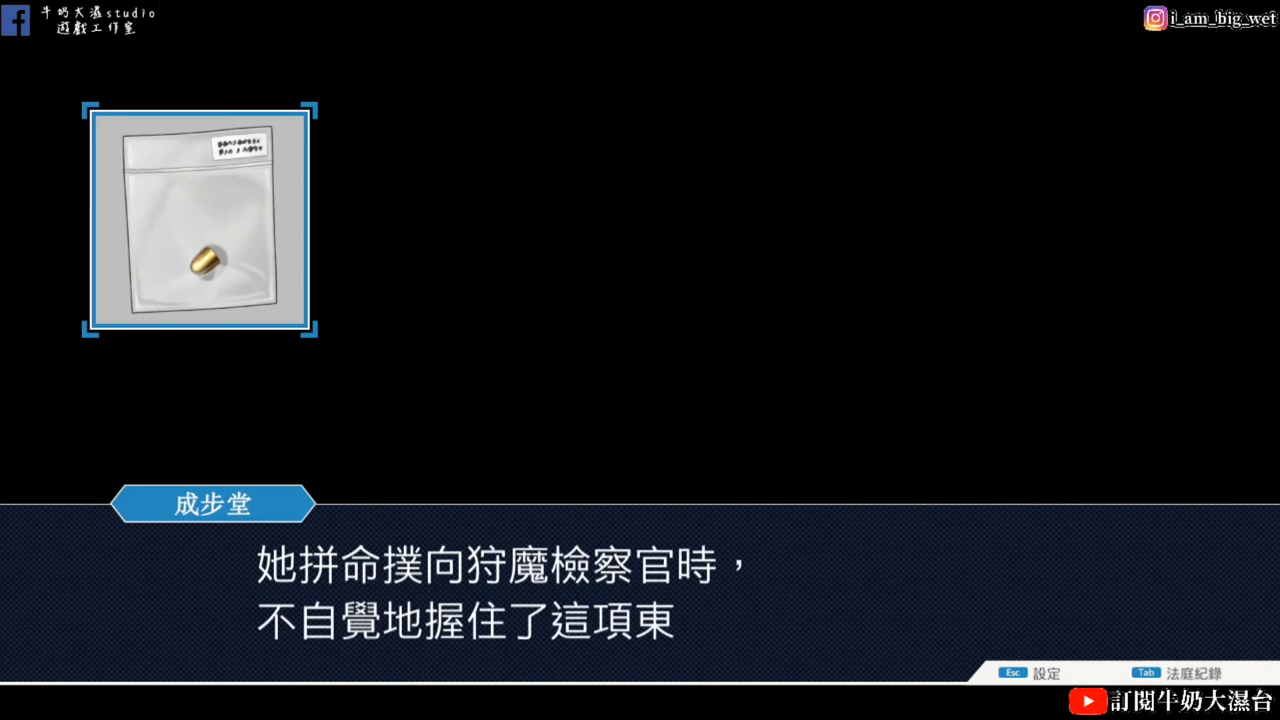 牛奶大濕studio
遊戲工作室
i_am_big_wet
成步堂
她拼命撲向狩魔檢察官時，
不自覺地握住了這項東
Esc 設定
Tab 法庭紀錄
訂閱牛奶大濕台